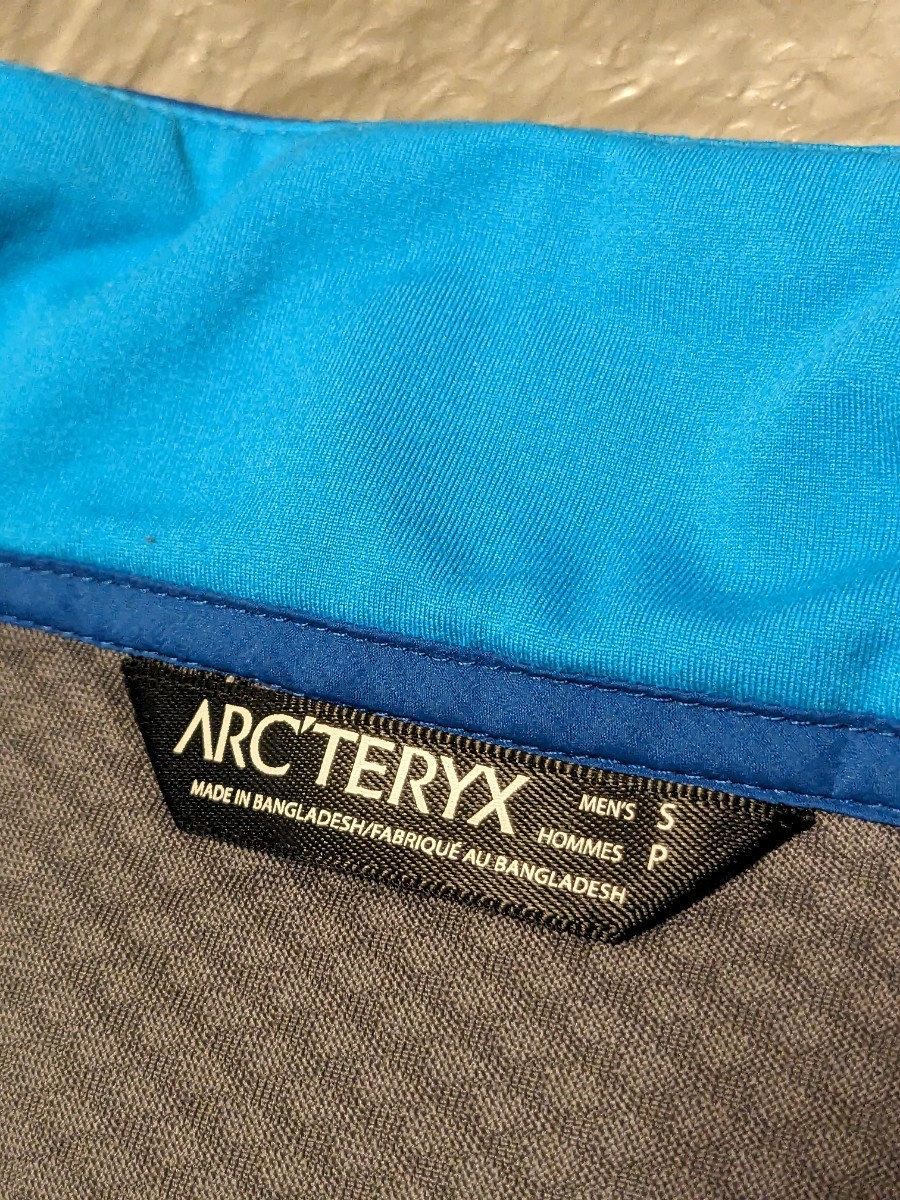 ARC'TERYX
MADE IN BANGLADESH/FABRIQUÉ AU BANGLADESH
MEN'S S
HOMMES P